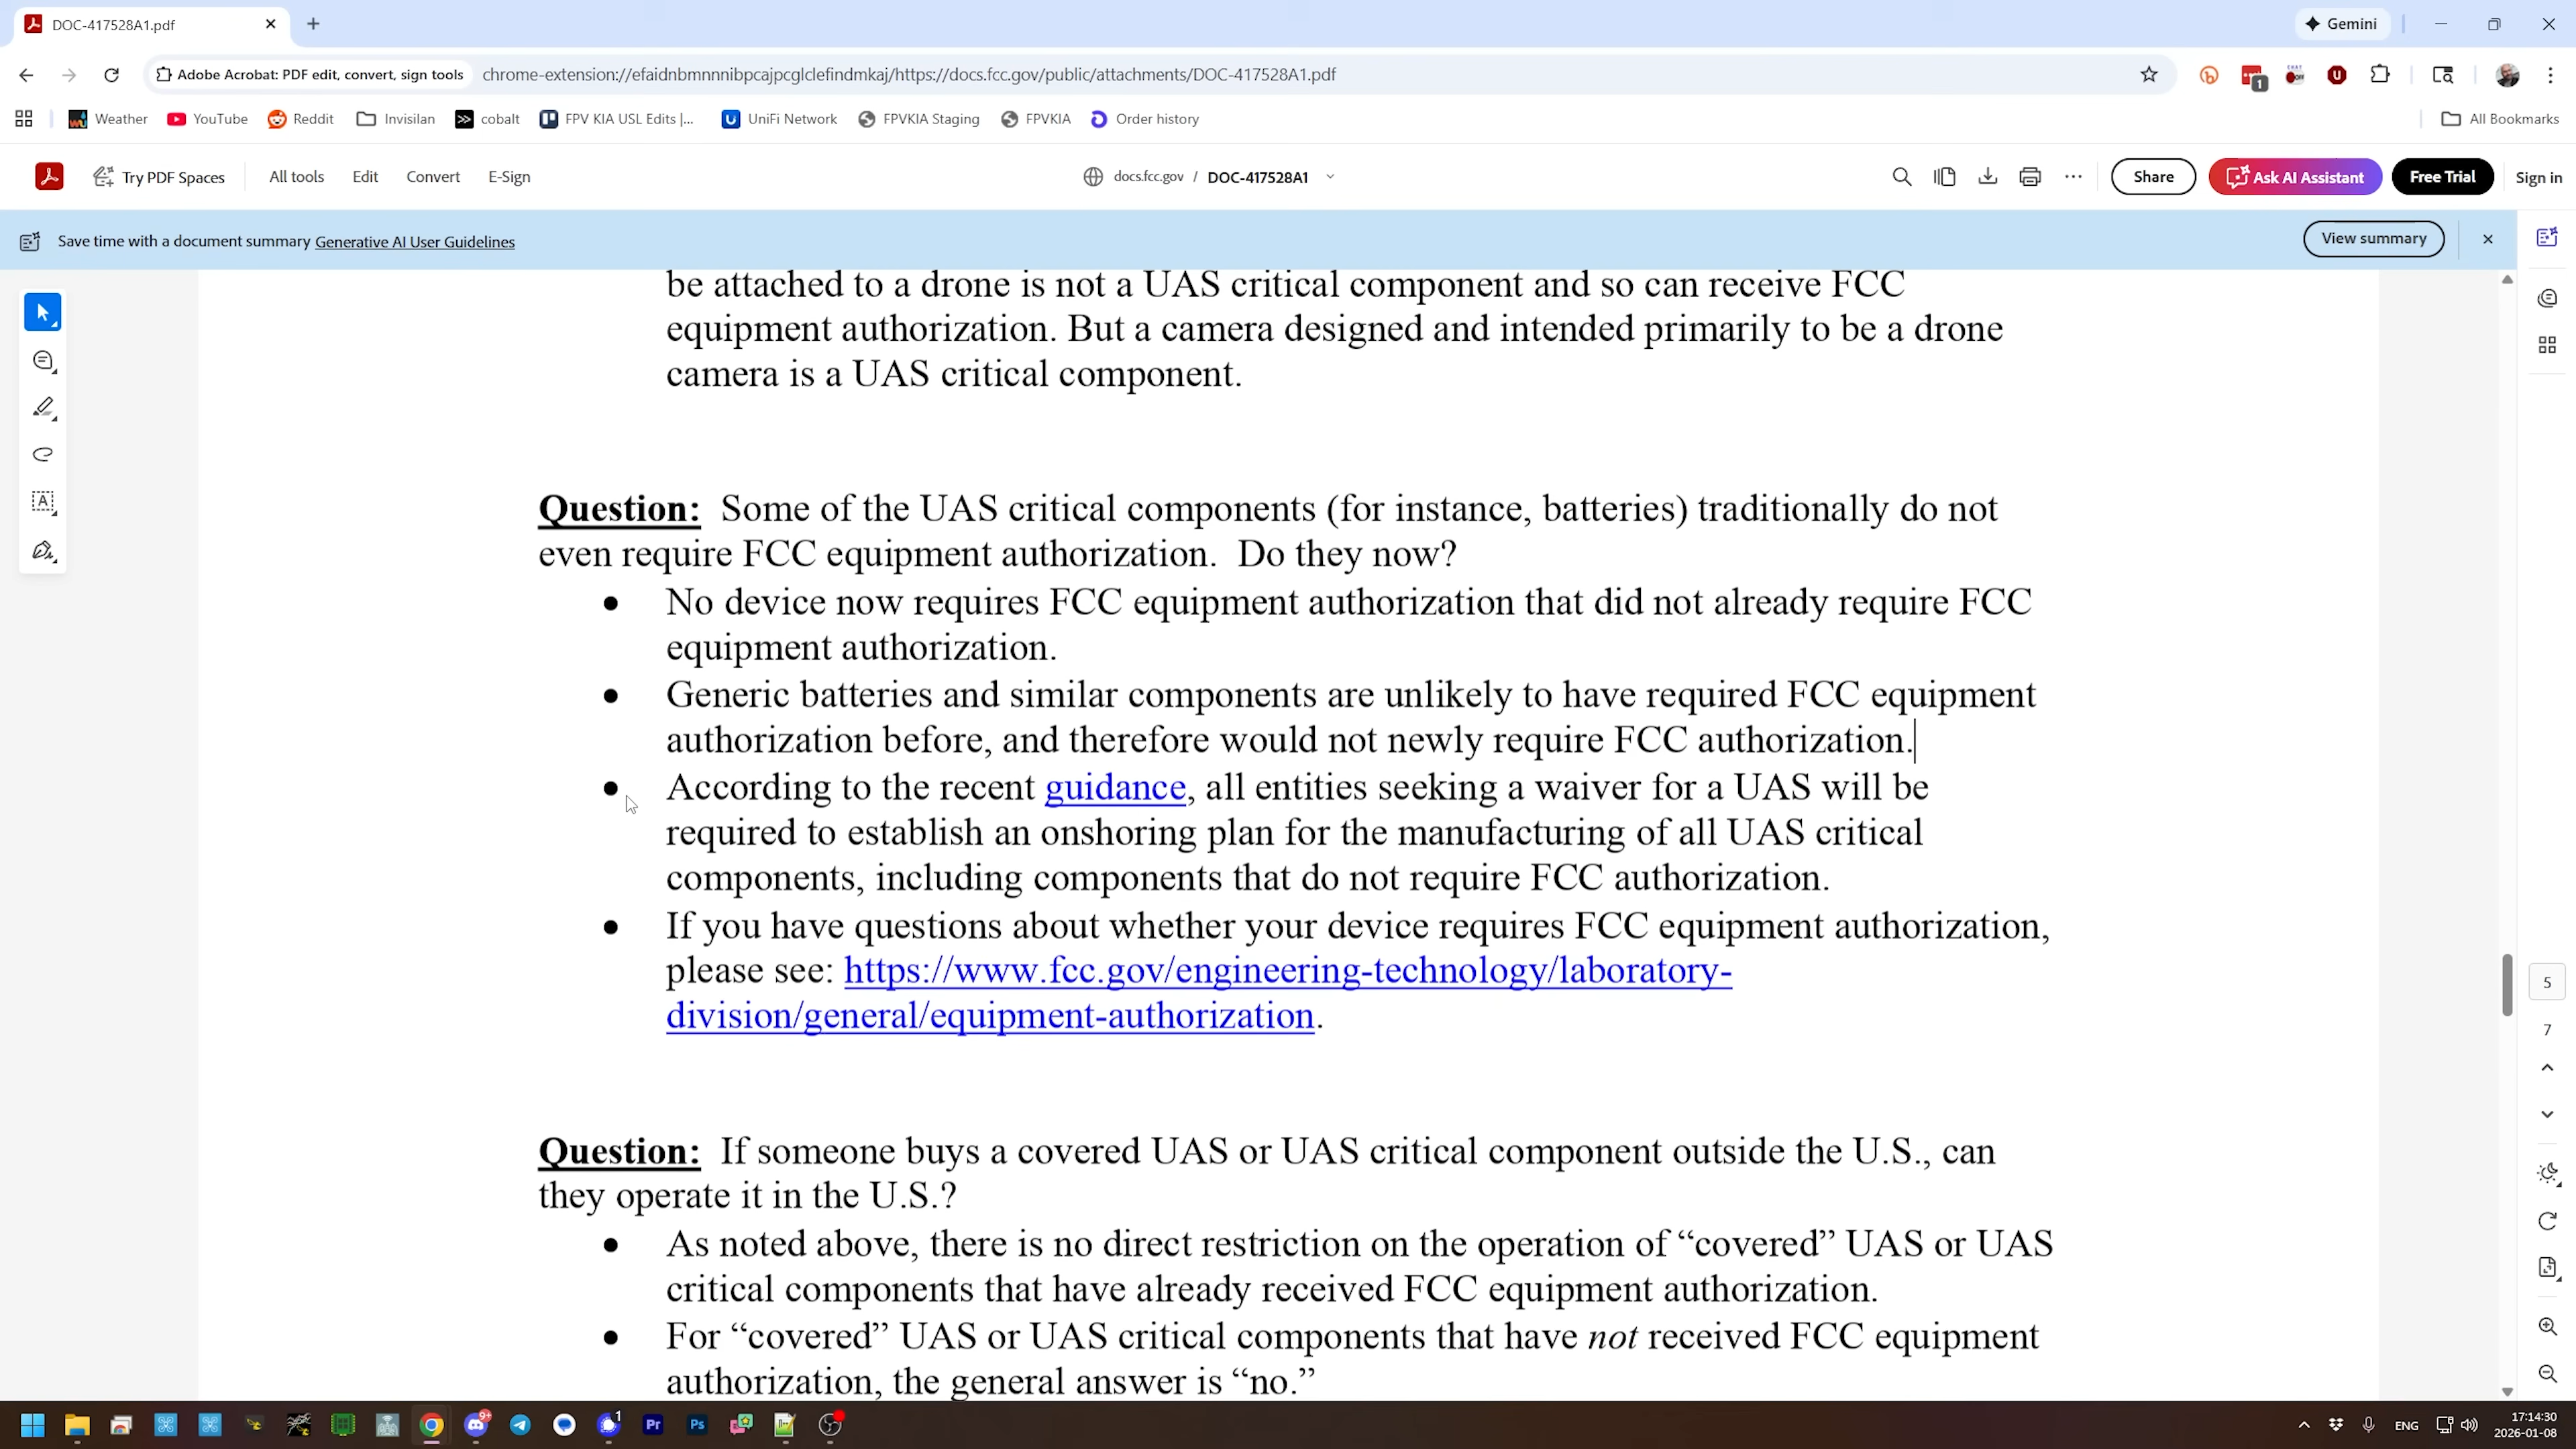 DOC-417528A1.pdf
Gemini
Adobe Acrobat: PDF edit, convert, sign tools
chrome-extension://efaidnbmnnnibpcajpcglclefindmkaj/https://docs.fcc.gov/public/attachments/DOC-417528A1.pdf
1
Weather
YouTube
Reddit
Invisilan
cobalt
FPV KIA USL Edits |...
UniFi Network
FPVKIA Staging
FPVKIA
Order history
All Bookmarks
Try PDF Spaces
All tools
Edit
Convert
E-Sign
docs.fcc.gov / DOC-417528A1
Share
Ask AI Assistant
Free Trial
Sign in
Save time with a document summary Generative AI User Guidelines
View summary
be attached to a drone is not a UAS critical component and so can receive FCC
equipment authorization. But a camera designed and intended primarily to be a drone
camera is a UAS critical component.
Question: Some of the UAS critical components (for instance, batteries) traditionally do not
even require FCC equipment authorization. Do they now?
● No device now requires FCC equipment authorization that did not already require FCC
equipment authorization.
● Generic batteries and similar components are unlikely to have required FCC equipment
authorization before, and therefore would not newly require FCC authorization.
● According to the recent guidance, all entities seeking a waiver for a UAS will be
required to establish an onshoring plan for the manufacturing of all UAS critical
components, including components that do not require FCC authorization.
● If you have questions about whether your device requires FCC equipment authorization,
please see: https://www.fcc.gov/engineering-technology/laboratory-
division/general/equipment-authorization.
Question: If someone buys a covered UAS or UAS critical component outside the U.S., can
they operate it in the U.S.?
● As noted above, there is no direct restriction on the operation of “covered” UAS or UAS
critical components that have already received FCC equipment authorization.
● For “covered” UAS or UAS critical components that have not received FCC equipment
authorization, the general answer is “no.”
5
7
9+
1
Pr
Ps
ENG
17:14:30
2026-01-08